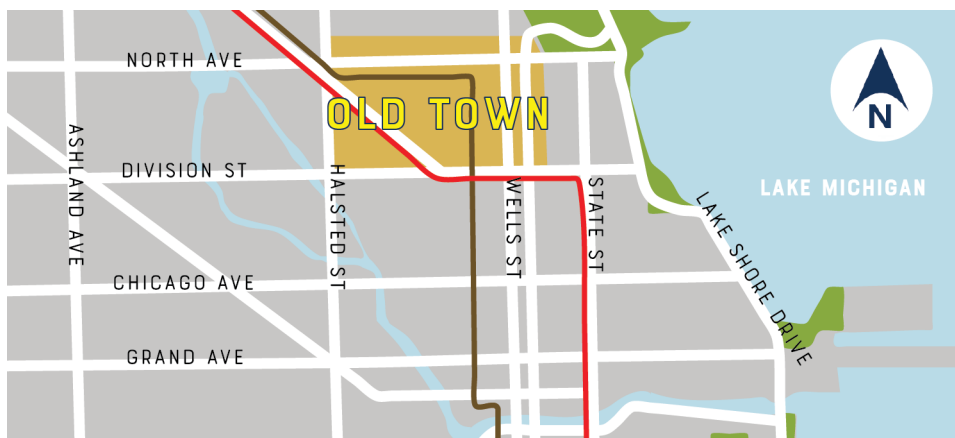 NORTH AVE
N
OLD TOWN
ASHLAND AVE
DIVISION ST
HALSTED ST
WELLS ST
STATE ST
LAKE MICHIGAN
LAKE SHORE DRIVE
CHICAGO AVE
GRAND AVE